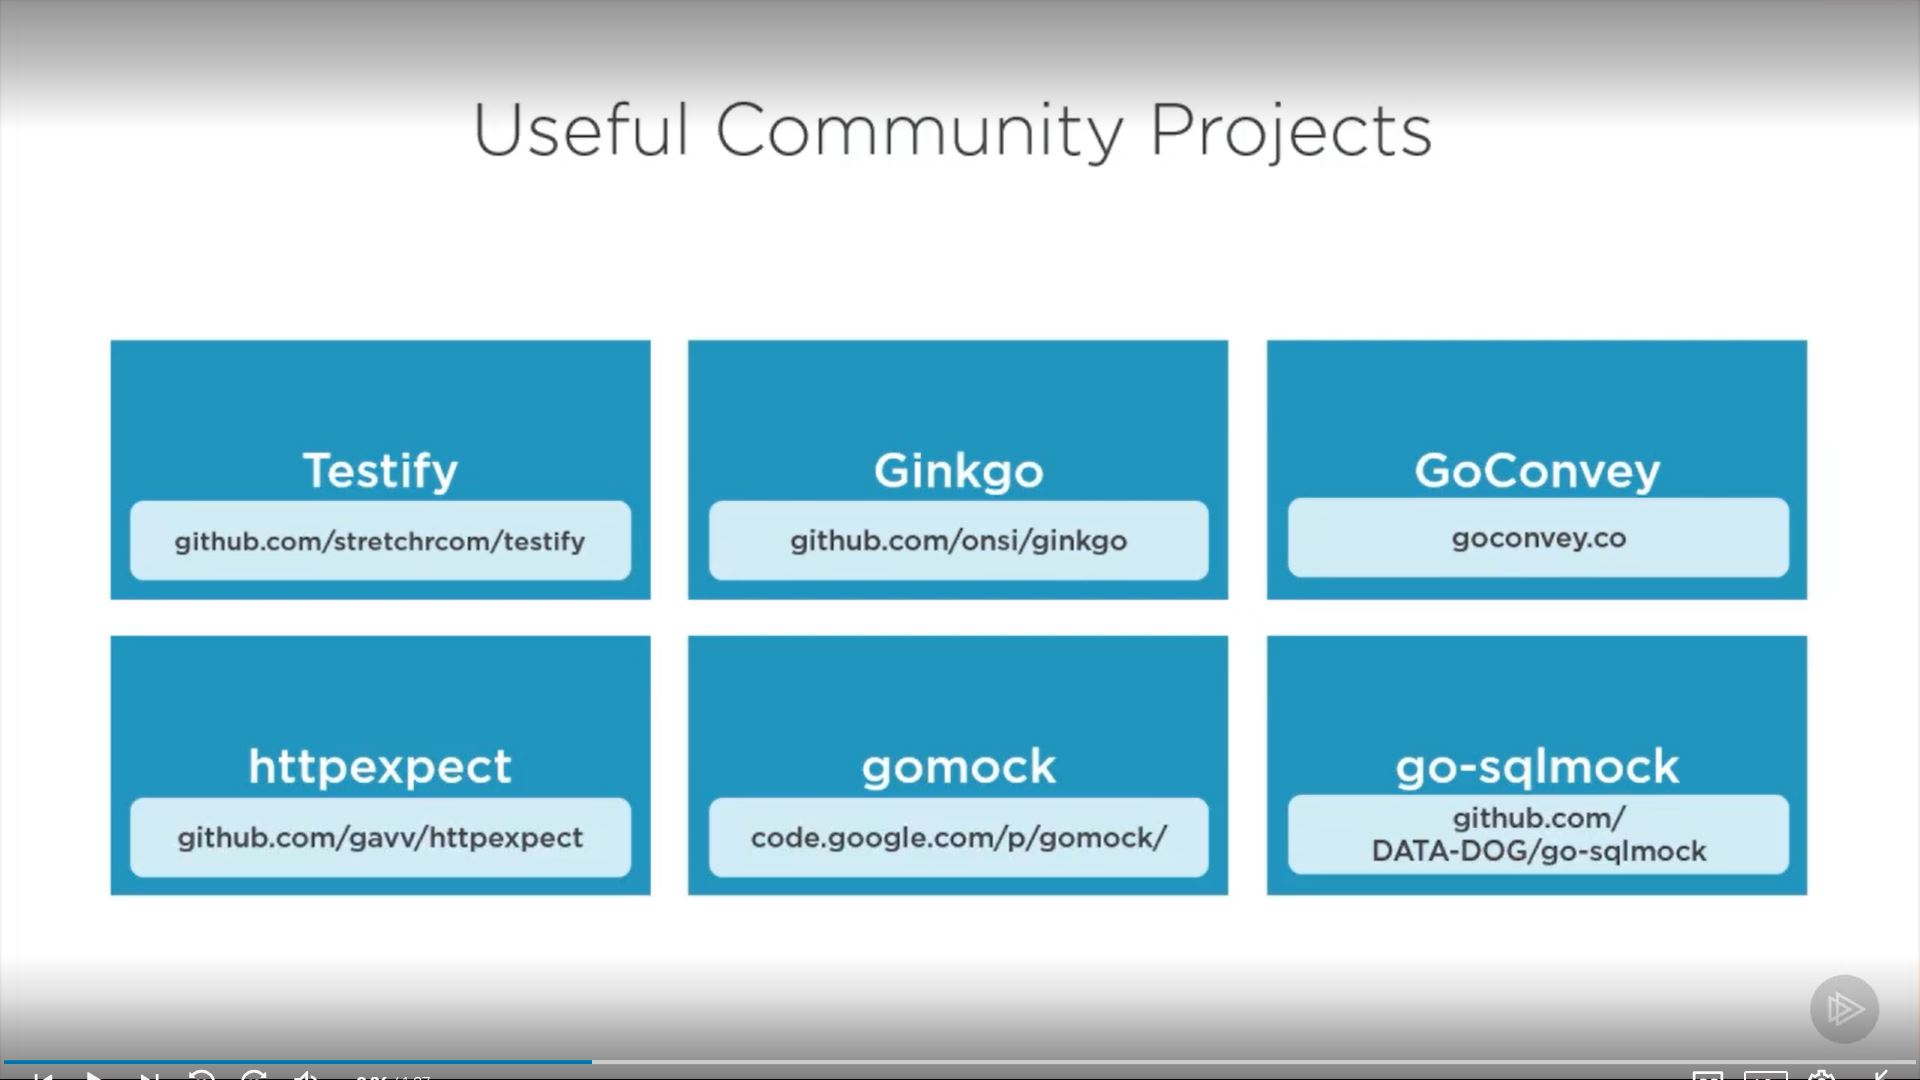 Useful Community Projects
Testify
github.com/stretchrcom/testify
Ginkgo
github.com/onsi/ginkgo
GoConvey
goconvey.co
httpexpect
github.com/gavv/httpexpect
gomock
code.google.com/p/gomock/
go-sqlmock
github.com/
DATA-DOG/go-sqlmock